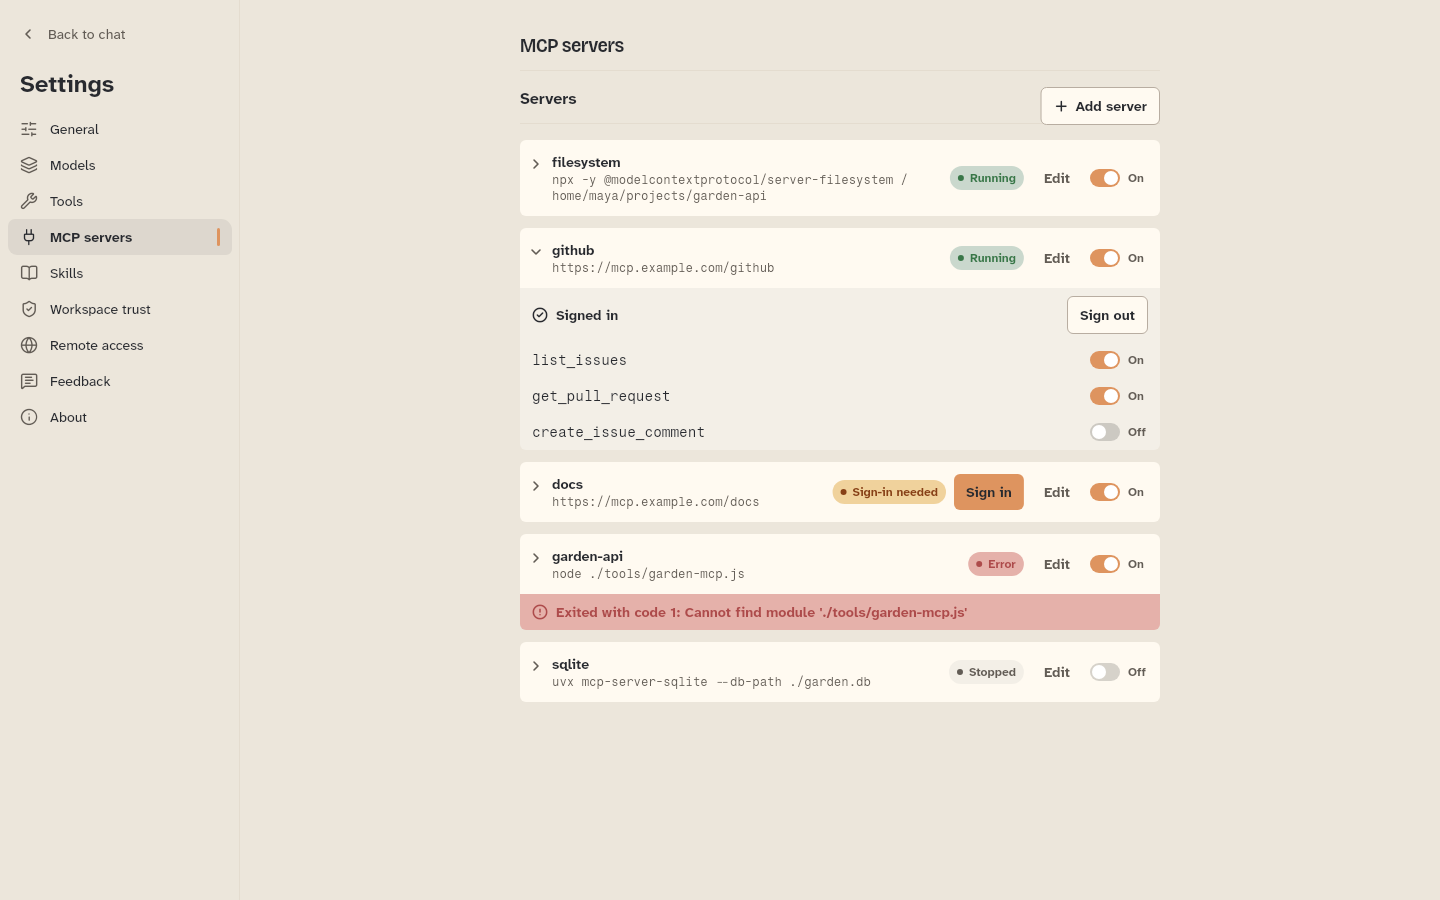 Back to chat
Settings
General
Models
Tools
MCP servers
Skills
Workspace trust
Remote access
Feedback
About
MCP servers
Servers
Add server
filesystem
npx -y @modelcontextprotocol/server-filesystem /
home/maya/projects/garden-api
Running
Edit
On
github
https://mcp.example.com/github
Running
Edit
On
Signed in
Sign out
list_issues
On
get_pull_request
On
create_issue_comment
Off
docs
https://mcp.example.com/docs
Sign-in needed
Sign in
Edit
On
garden-api
node ./tools/garden-mcp.js
Error
Edit
On
Exited with code 1: Cannot find module './tools/garden-mcp.js'
sqlite
uvx mcp-server-sqlite --db-path ./garden.db
Stopped
Edit
Off